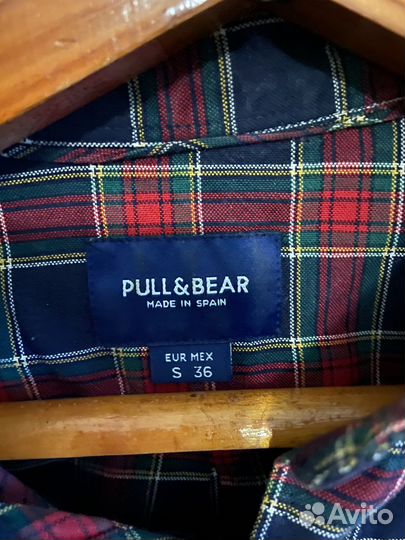 PULL&BEAR
MADE IN SPAIN
EUR MEX
S 36
Avito